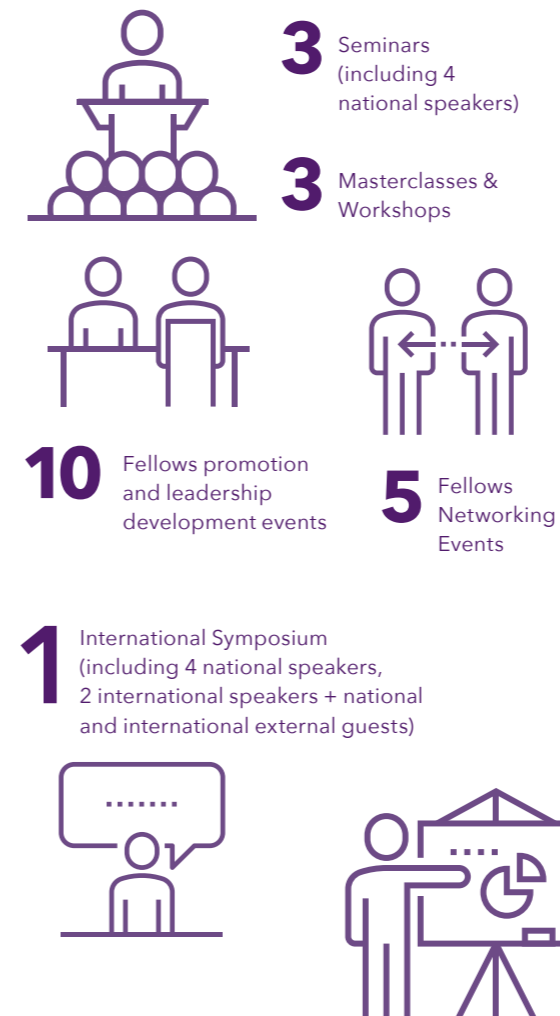 3
Seminars
(including 4
national speakers)
3
Masterclasses &
Workshops
10
Fellows promotion
and leadership
development events
5
Fellows
Networking
Events
1
International Symposium
(including 4 national speakers,
2 international speakers + national
and international external guests)